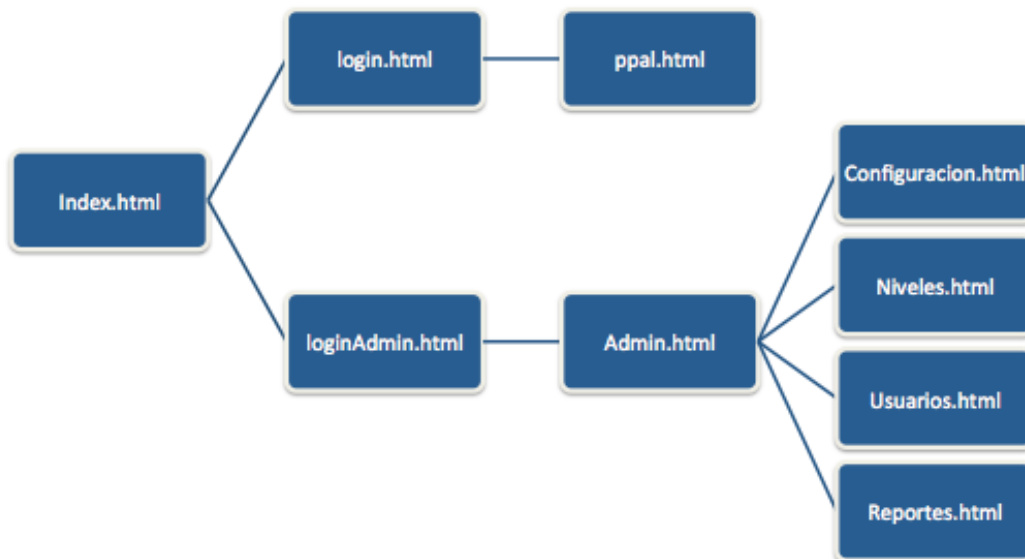 login.html
ppal.html
Index.html
Configuracion.html
Niveles.html
loginAdmin.html
Admin.html
Usuarios.html
Reportes.html